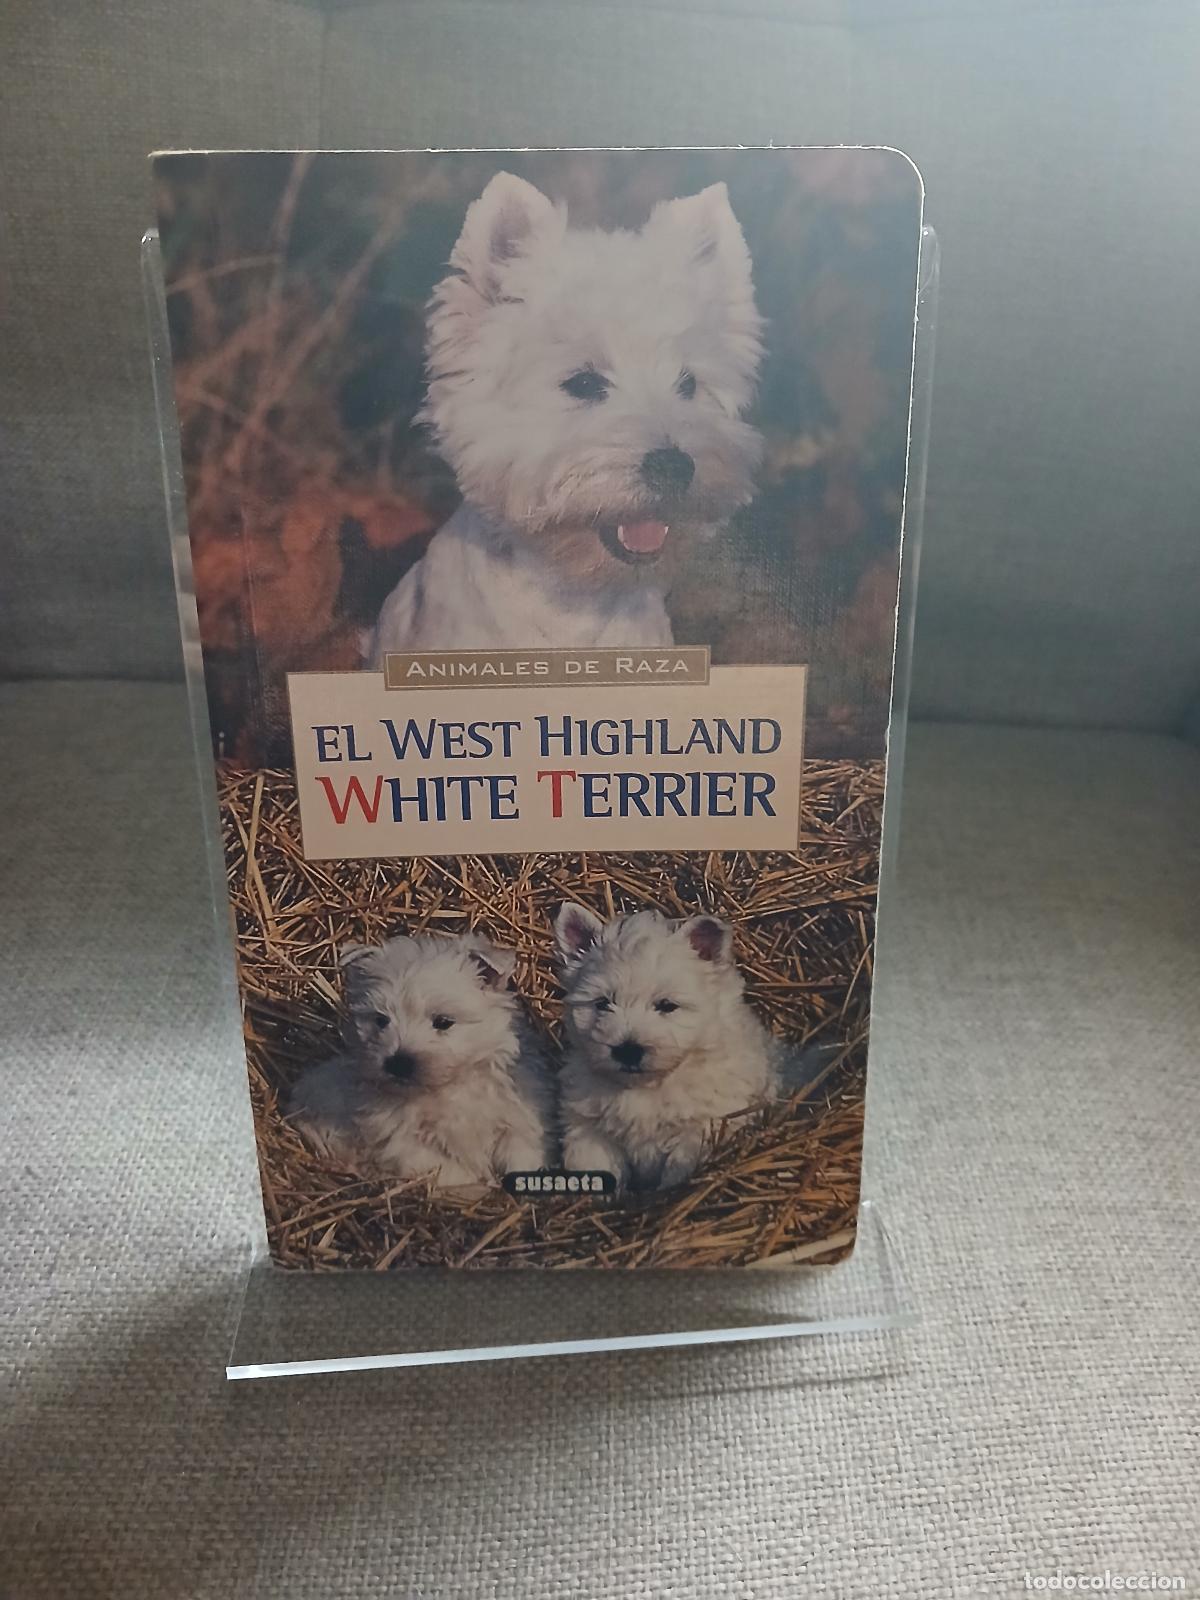 ANIMALES DE RAZA
EL WEST HIGHLAND
WHITE TERRIER
susaeta
todocoleccion